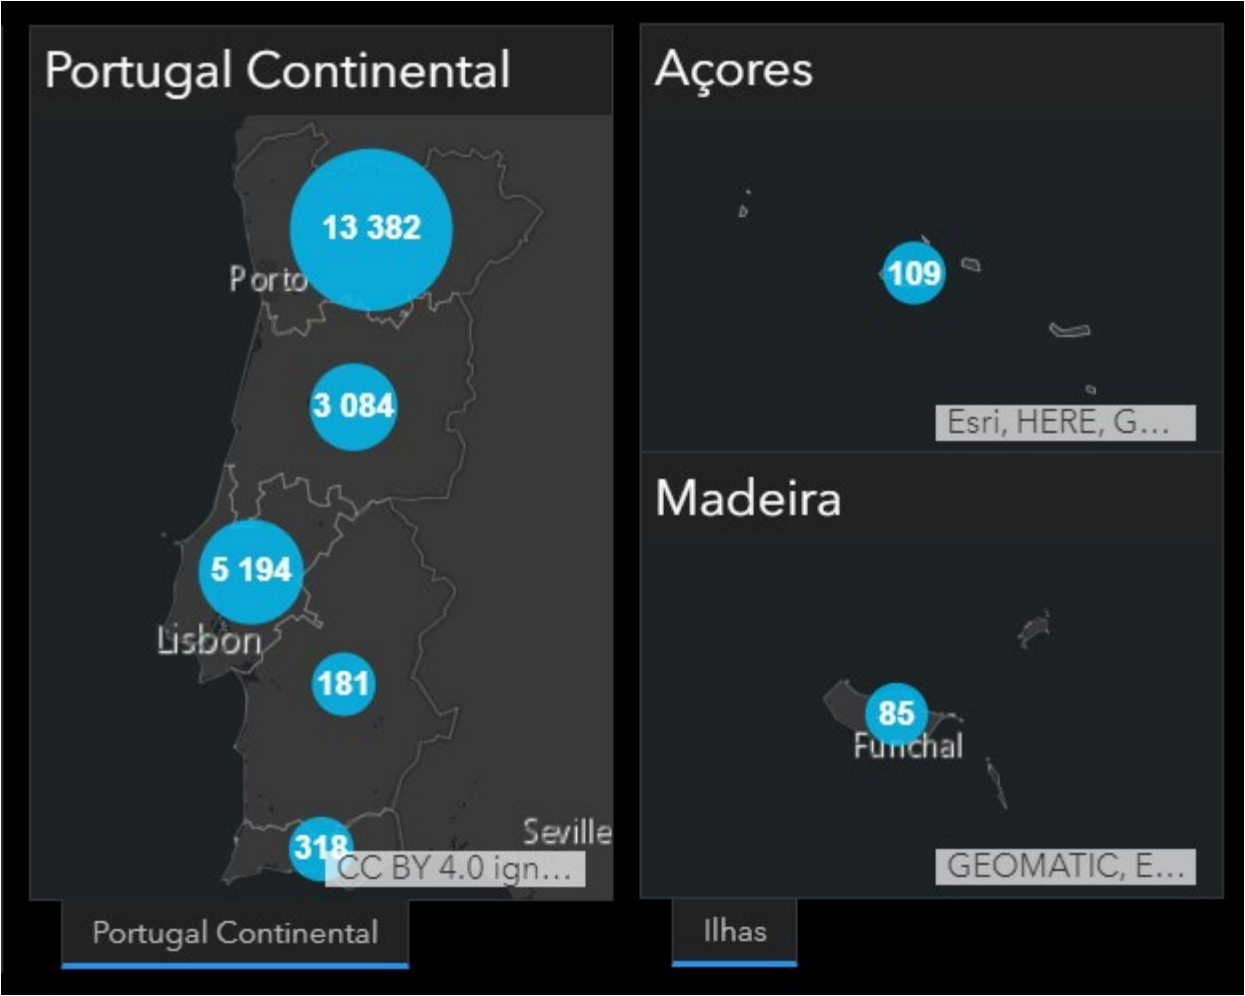 Portugal Continental
13 382
Porto
3 084
5 194
Lisbon
181
Seville
318
CC BY 4.0 ign...
Portugal Continental
Açores
109
Esri, HERE, G...
Madeira
85
Funchal
GEOMATIC, E...
Ilhas